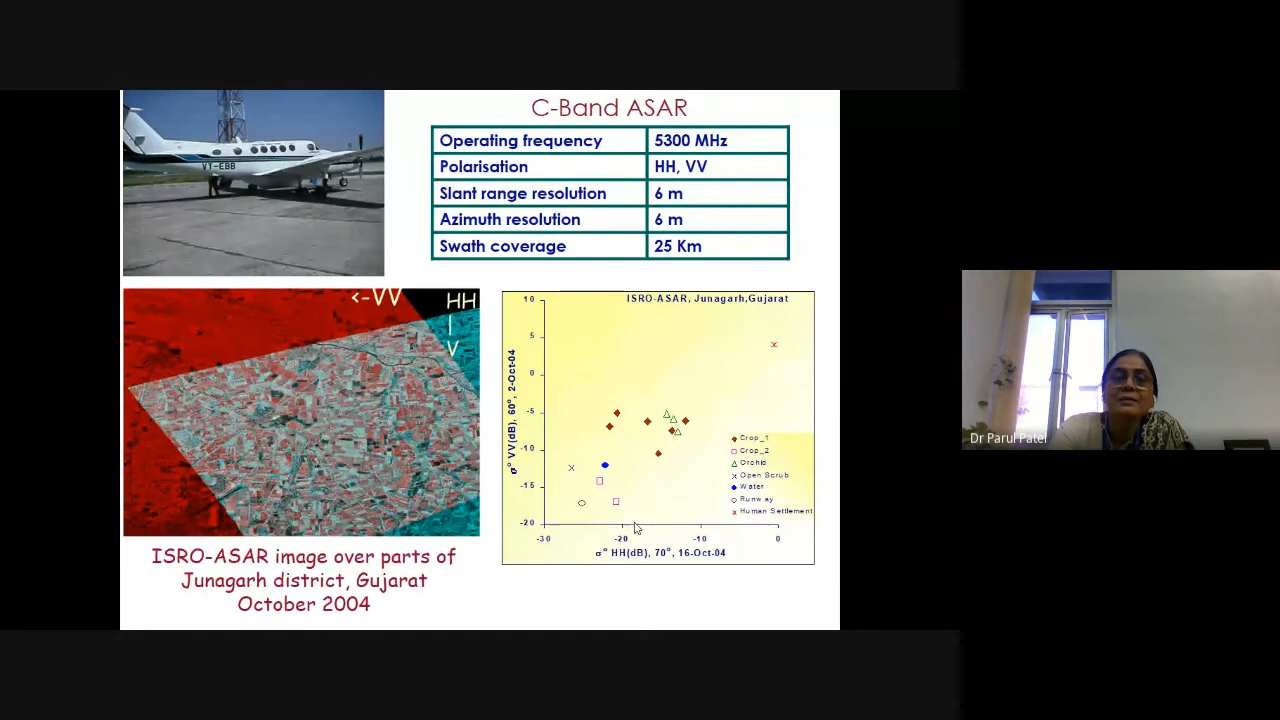 C-Band ASAR
Operating frequency 5300 MHz
Polarisation HH, VV
Slant range resolution 6 m
Azimuth resolution 6 m
Swath coverage 25 Km
VT-EBB
<-VV
HH
|
V
ISRO-ASAR image over parts of
Junagarh district, Gujarat
October 2004
ISRO-ASAR, Junagarh,Gujarat
10
5
0
-5
-10
-15
-20
σ° VV(dB), 60°, 2-Oct-04
-30 -20 -10 0
σ° HH(dB), 70°, 16-Oct-04
Crop_1
Crop_2
Orchid
Open Scrub
Water
Runway
Human Settlement
Dr Parul Patel